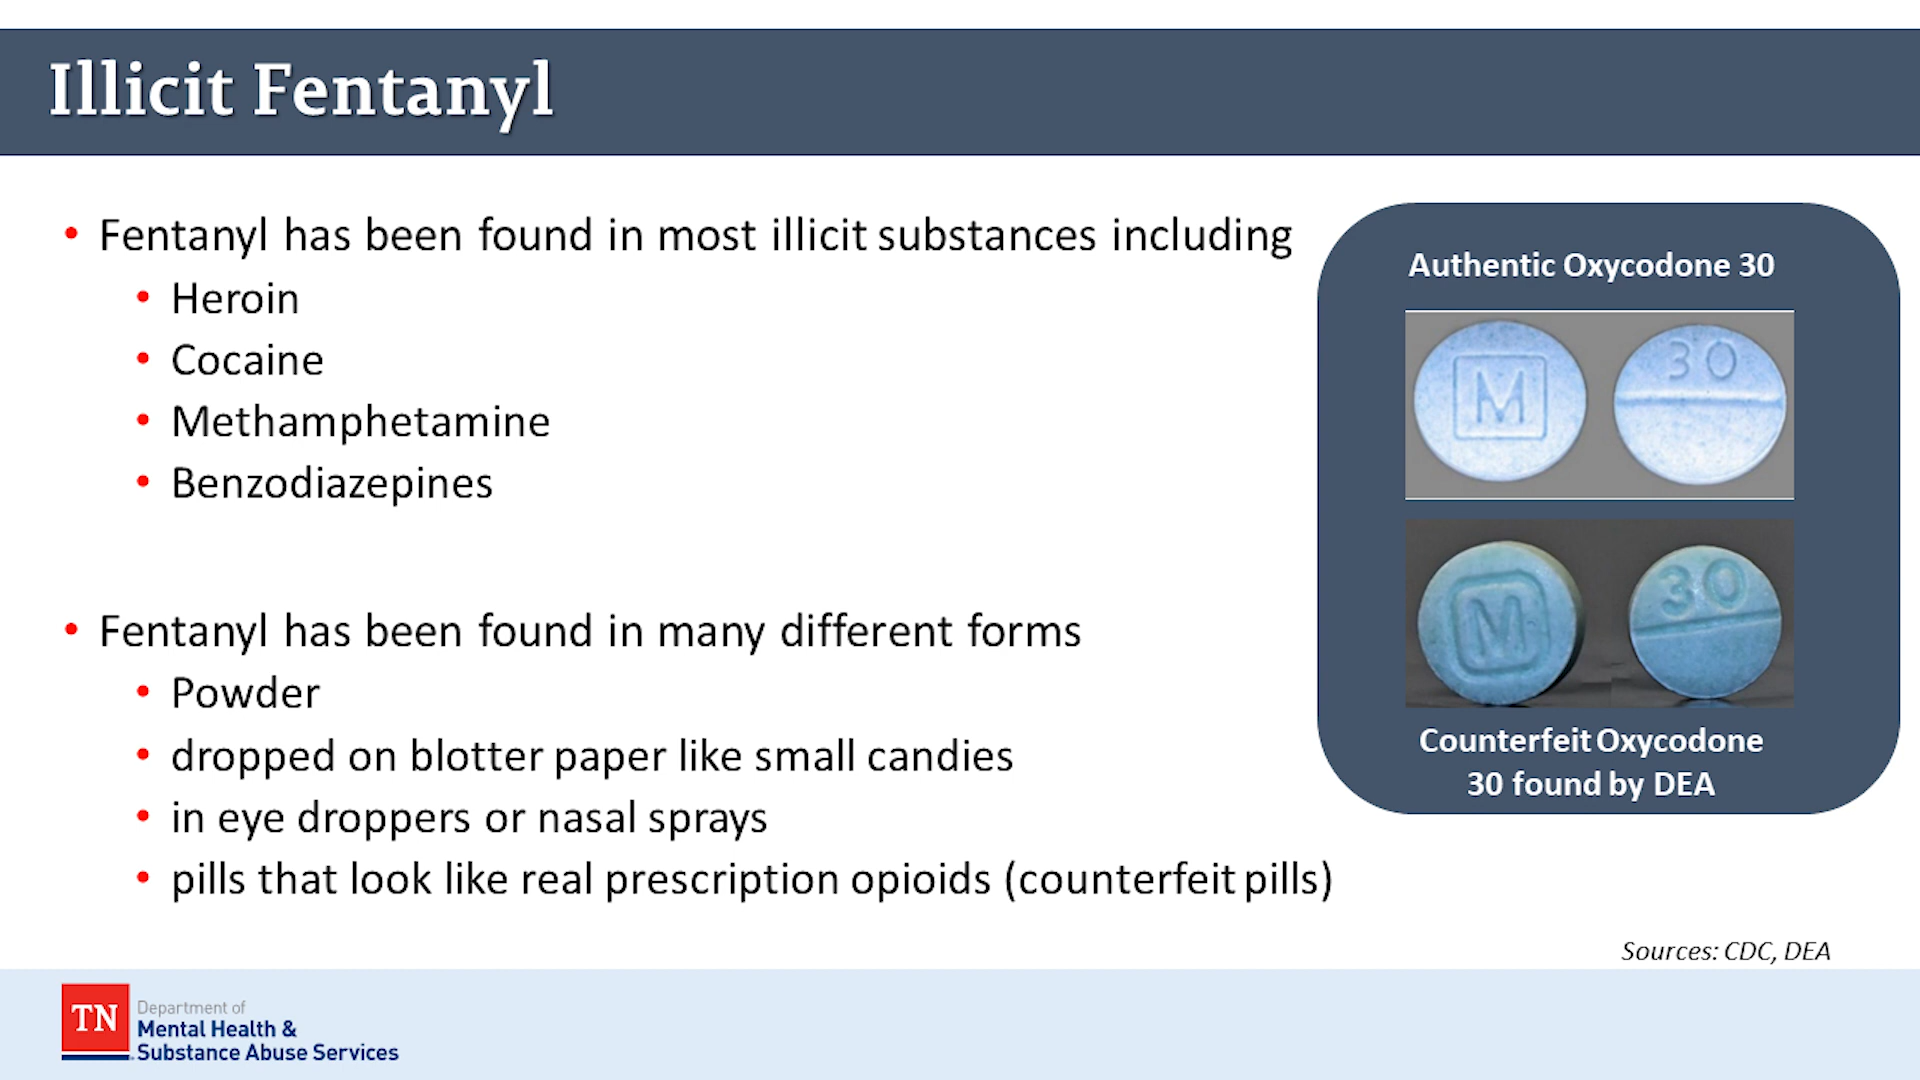 Illicit Fentanyl
• Fentanyl has been found in most illicit substances including
• Heroin
• Cocaine
• Methamphetamine
• Benzodiazepines
• Fentanyl has been found in many different forms
• Powder
• dropped on blotter paper like small candies
• in eye droppers or nasal sprays
• pills that look like real prescription opioids (counterfeit pills)
Authentic Oxycodone 30
M 30
M 30
Counterfeit Oxycodone
30 found by DEA
Sources: CDC, DEA
TN
Department of
Mental Health &
Substance Abuse Services